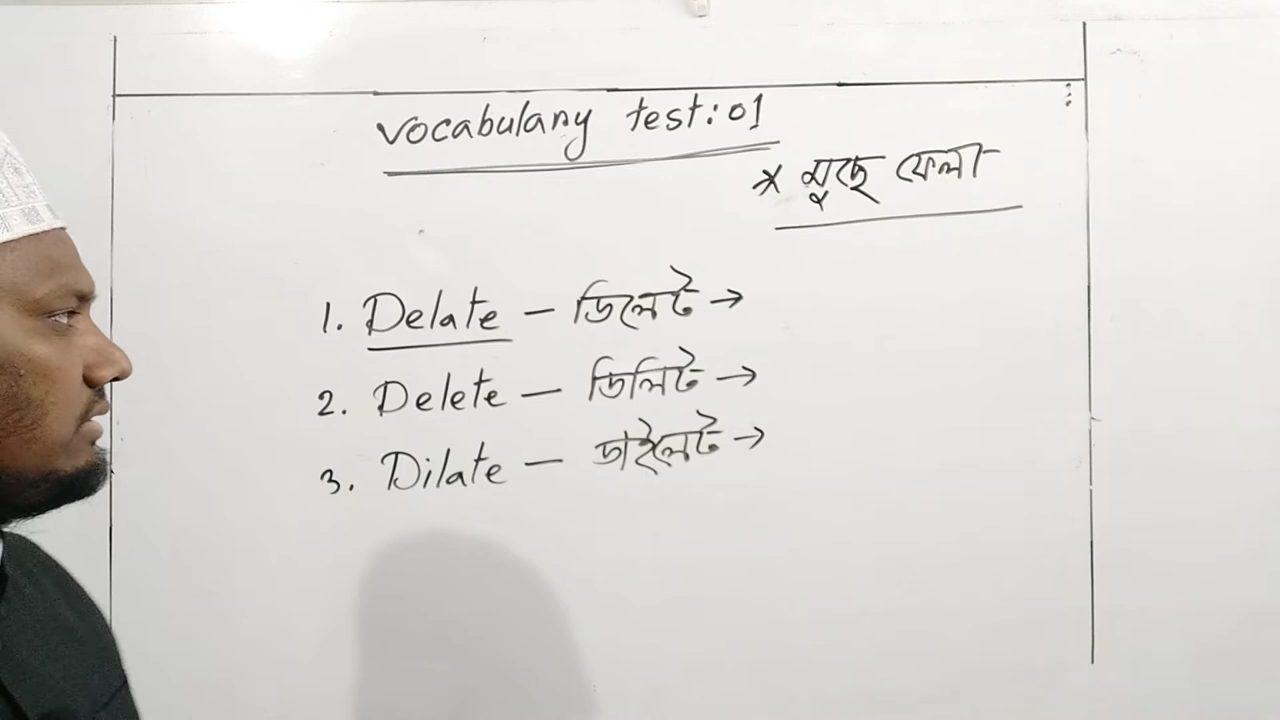 vocabulany test: 01
* মুছে ফেলা
1. Delate – ডিলেট →
2. Delete – ডিলিট →
3. Dilate – ডাইলেট →